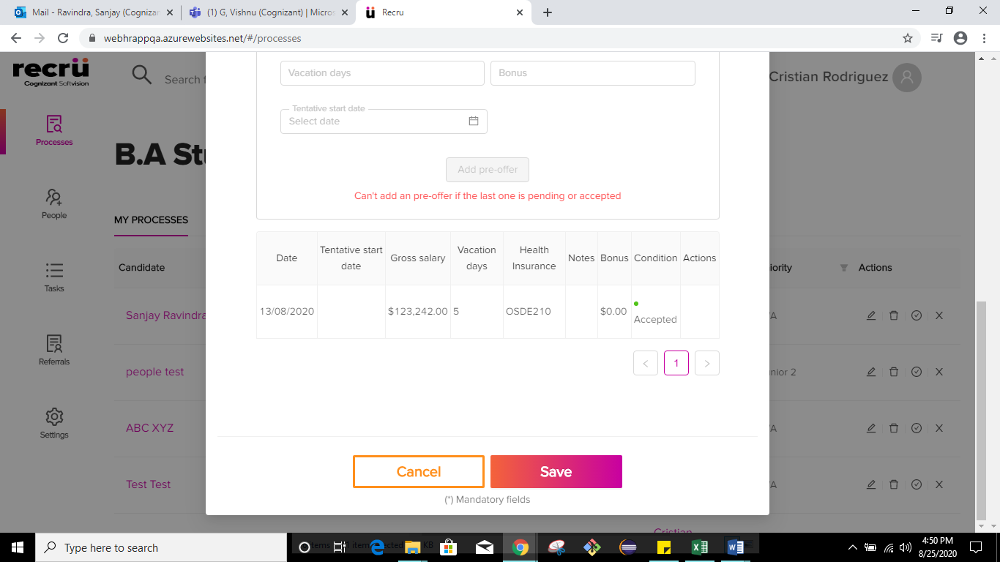 Mail - Ravindra, Sanjay (Cognizan
(1) G, Vishnu (Cognizant) | Micros
Recru
webhrappqa.azurewebsites.net/#/processes
recrü
Cognizant Softvision
Search f
Cristian Rodriguez
Processes
People
Tasks
Referrals
Settings
B.A Stu
MY PROCESSES
Candidate
iority
Actions
Sanjay Ravindra
people test
nior 2
ABC XYZ
Test Test
Cristian
Vacation days
Bonus
Tentative start date
Select date
Add pre-offer
Can't add an pre-offer if the last one is pending or accepted
Date
Tentative start
date
Gross salary
Vacation
days
Health
Insurance
Notes
Bonus
Condition
Actions
13/08/2020
$123,242.00
5
OSDE210
$0.00
Accepted
1
Cancel
Save
(*) Mandatory fields
Type here to search
4:50 PM
8/25/2020